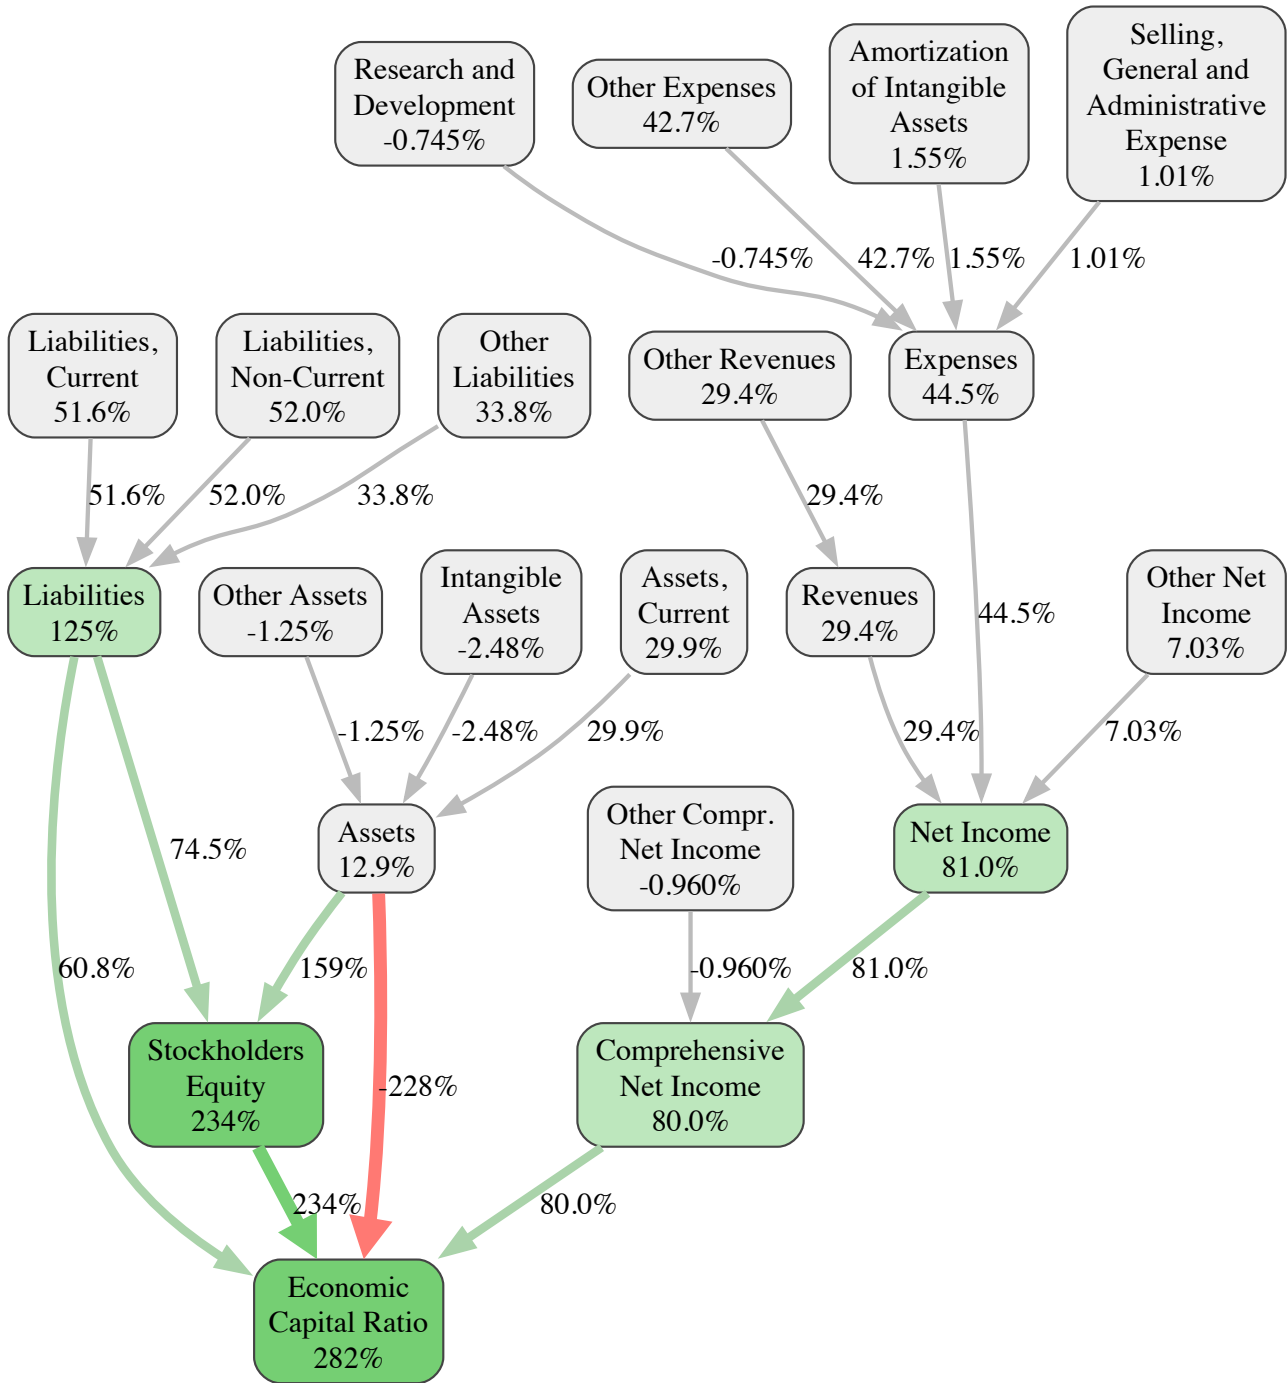 Research and
Development
-0.745%
Other Expenses
42.7%
Amortization
of Intangible
Assets
1.55%
Selling,
General and
Administrative
Expense
1.01%
-0.745%
42.7%
1.55%
1.01%
Liabilities,
Current
51.6%
Liabilities,
Non-Current
52.0%
Other
Liabilities
33.8%
Other Revenues
29.4%
Expenses
44.5%
51.6%
52.0%
33.8%
29.4%
Liabilities
125%
Other Assets
-1.25%
Intangible
Assets
-2.48%
Assets,
Current
29.9%
Revenues
29.4%
44.5%
Other Net
Income
7.03%
-1.25%
-2.48%
29.9%
29.4%
7.03%
74.5%
Assets
12.9%
Other Compr.
Net Income
-0.960%
Net Income
81.0%
60.8%
159%
-0.960%
81.0%
Stockholders
Equity
234%
-228%
Comprehensive
Net Income
80.0%
234%
80.0%
Economic
Capital Ratio
282%